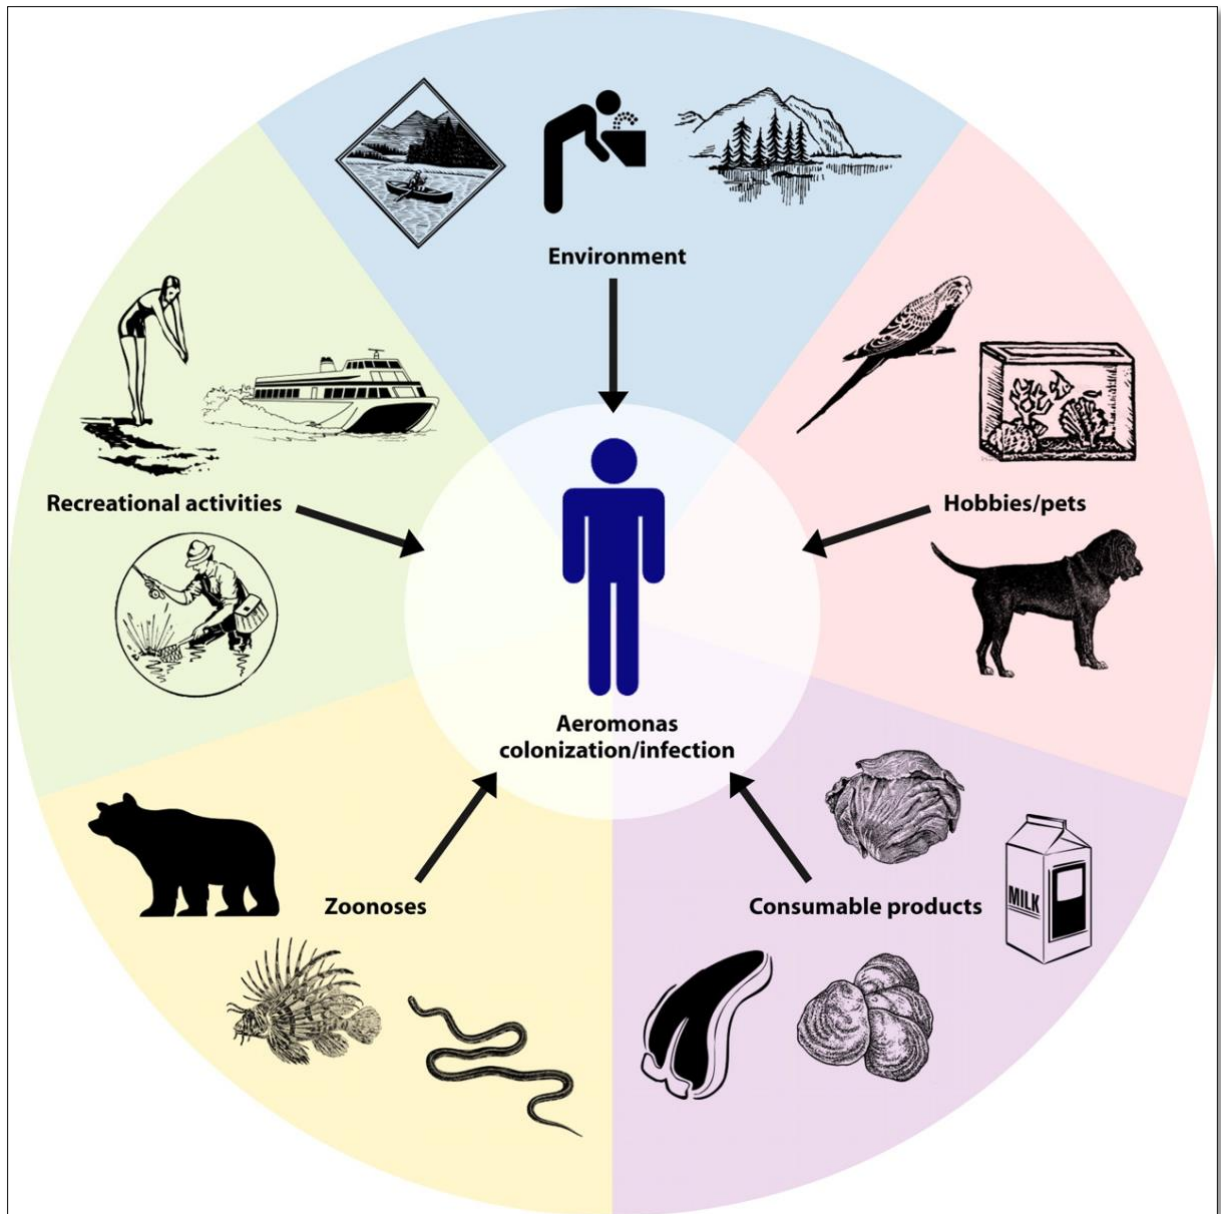 Environment
Recreational activities
Hobbies/pets
Aeromonas
colonization/infection
Zoonoses
Consumable products
MILK